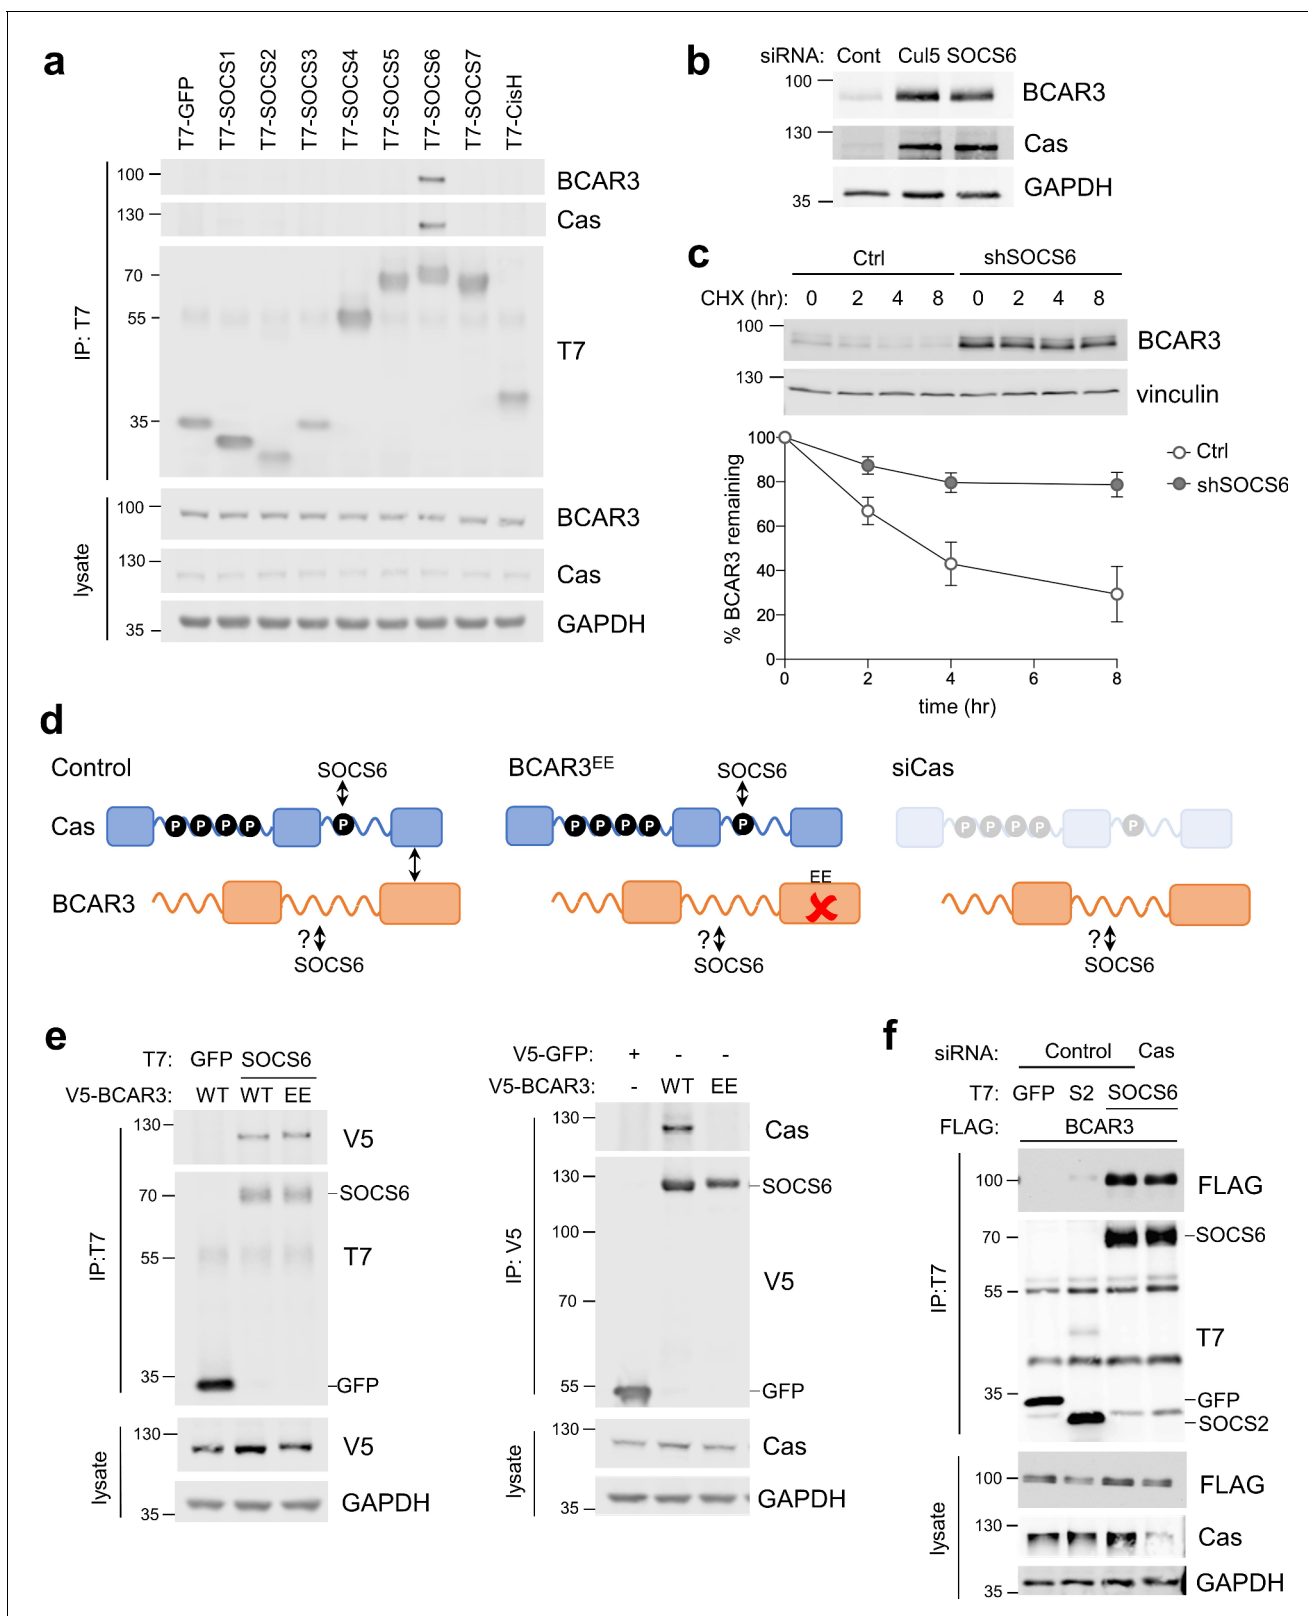 a
T7-GFP
T7-SOCS1
T7-SOCS2
T7-SOCS3
T7-SOCS4
T7-SOCS5
T7-SOCS6
T7-SOCS7
T7-CisH
IP: T7
100
BCAR3
130
Cas
70
55
35
T7
lysate
100
BCAR3
130
Cas
35
GAPDH
b
siRNA: Cont Cul5 SOCS6
100
BCAR3
130
Cas
35
GAPDH
c
Ctrl shSOCS6
CHX (hr): 0 2 4 8 0 2 4 8
100
BCAR3
130
vinculin
% BCAR3 remaining
100
80
60
40
20
0
0 2 4 6 8
time (hr)
Ctrl
shSOCS6
d
Control
SOCS6
Cas
P P P P P
BCAR3
?
SOCS6
BCAR3EE
SOCS6
P P P P P
EE
?
SOCS6
siCas
P P P P P
?
SOCS6
e
T7: GFP SOCS6
V5-BCAR3: WT WT EE
IP:T7
130
V5
70
SOCS6
55
T7
35
GFP
lysate
130
V5
35
GAPDH
V5-GFP: + - -
V5-BCAR3: - WT EE
IP: V5
130
Cas
130
SOCS6
100
V5
70
55
GFP
lysate
130
Cas
35
GAPDH
f
siRNA: Control Cas
T7: GFP S2 SOCS6
FLAG: BCAR3
IP:T7
100
FLAG
70
SOCS6
55
T7
35
GFP
SOCS2
lysate
100
FLAG
130
Cas
35
GAPDH